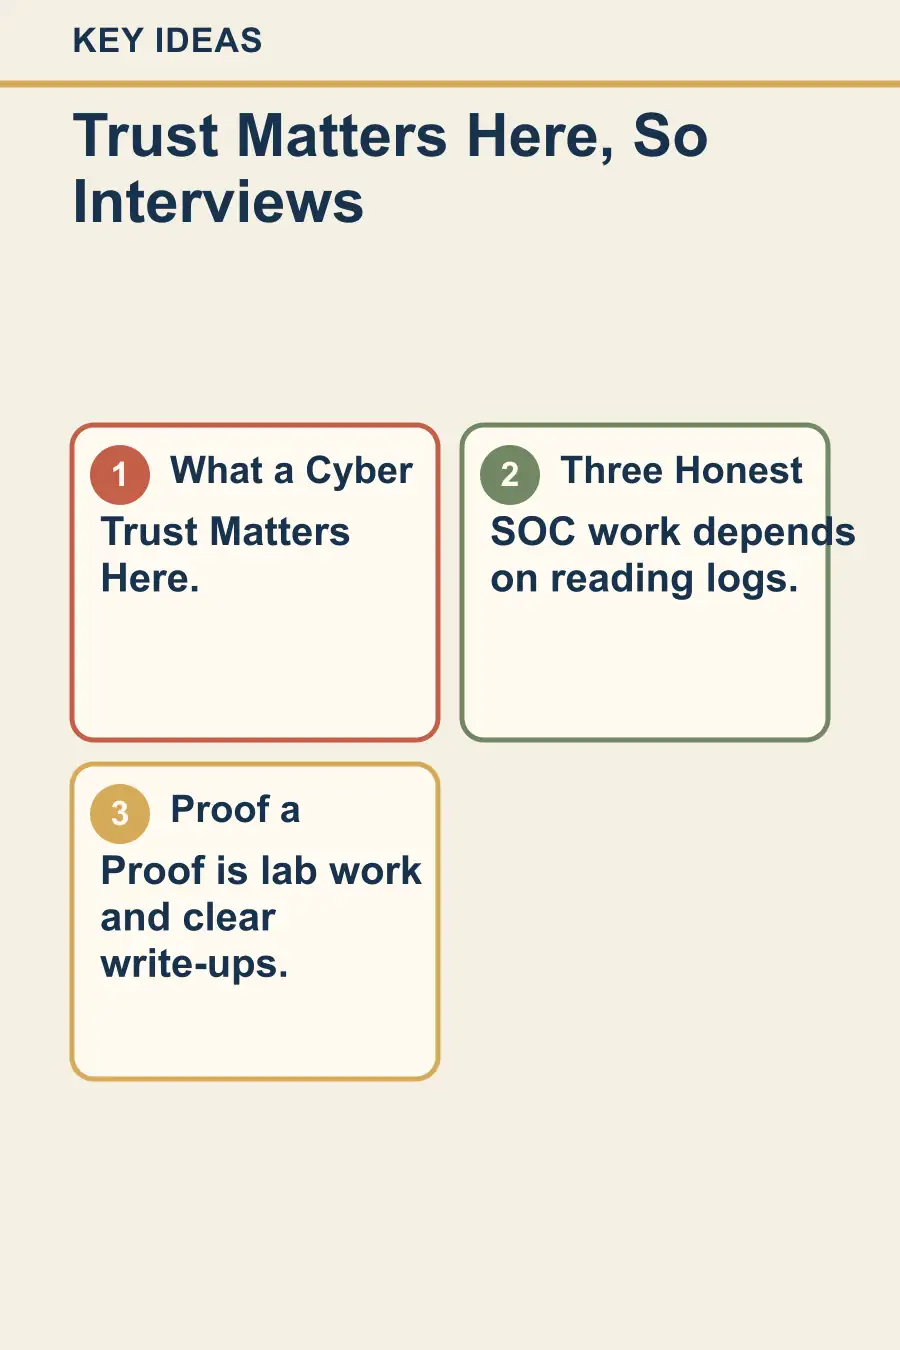 KEY IDEAS
Trust Matters Here, So
Interviews
1 What a Cyber
Trust Matters
Here.
2 Three Honest
SOC work depends
on reading logs.
3 Proof a
Proof is lab work
and clear
write-ups.